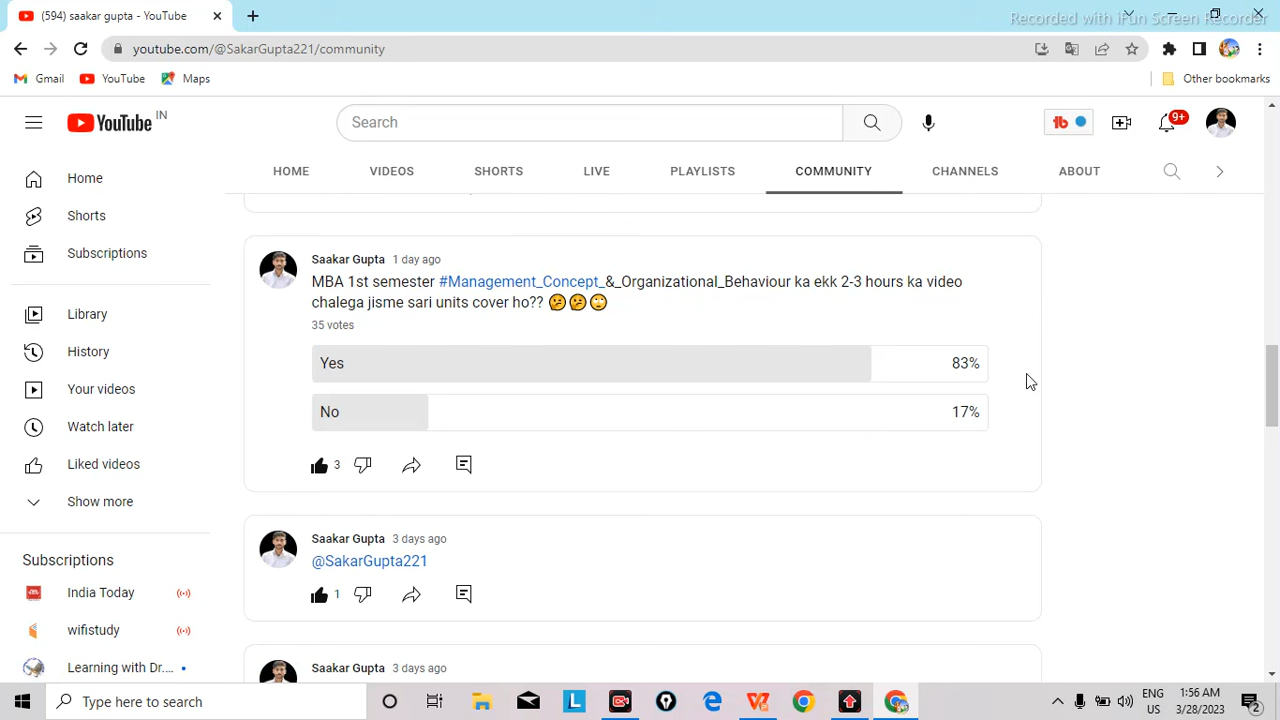 (594) saakar gupta - YouTube
Recorded with iFun Screen Recorder
youtube.com/@SakarGupta221/community
Gmail YouTube Maps Other bookmarks
YouTube IN
Search
9+
HOME VIDEOS SHORTS LIVE PLAYLISTS COMMUNITY CHANNELS ABOUT
Home
Shorts
Subscriptions
Library
History
Your videos
Watch later
Liked videos
Show more
Subscriptions
India Today
wifistudy
Learning with Dr....
Saakar Gupta 1 day ago
MBA 1st semester #Management_Concept_&_Organizational_Behaviour ka ekk 2-3 hours ka video
chalega jisme sari units cover ho?? 🤔🤔🙄
35 votes
Yes 83%
No 17%
3
Saakar Gupta 3 days ago
@SakarGupta221
1
Saakar Gupta 3 days ago
Type here to search
ENG
US
1:56 AM
3/28/2023
2